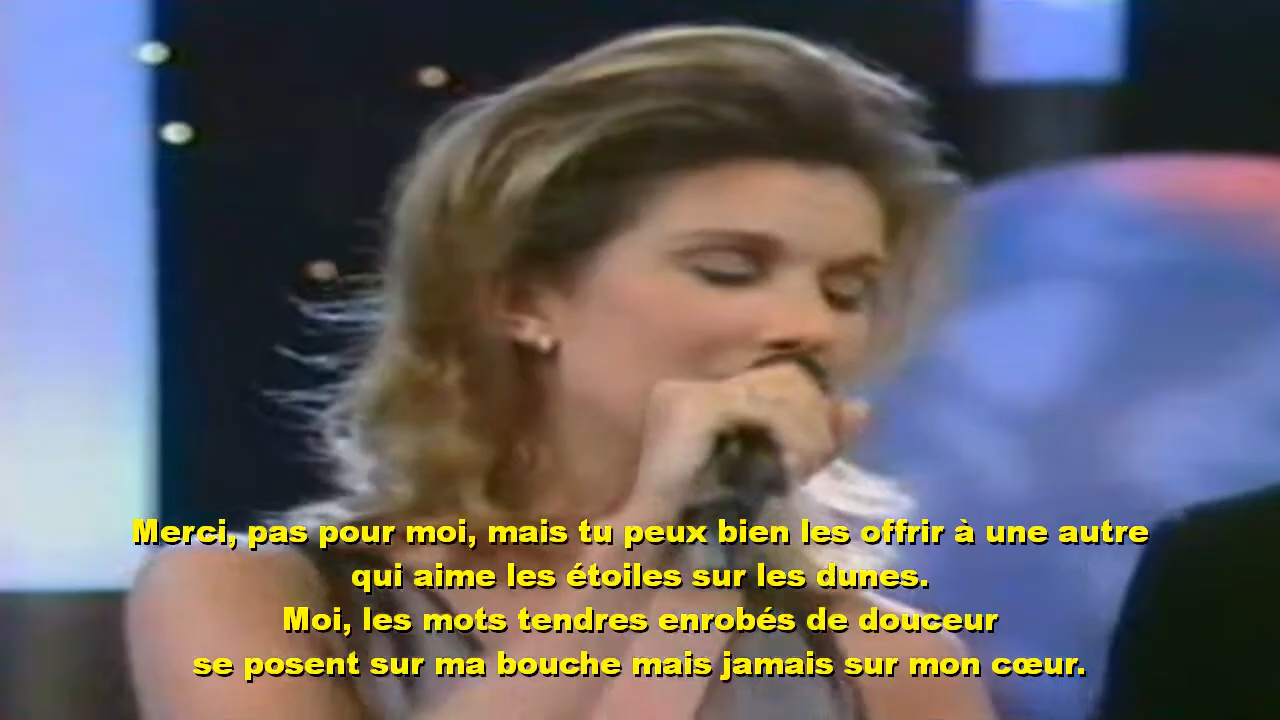 Merci, pas pour moi, mais tu peux bien les offrir à une autre
qui aime les étoiles sur les dunes.
Moi, les mots tendres enrobés de douceur
se posent sur ma bouche mais jamais sur mon cœur.